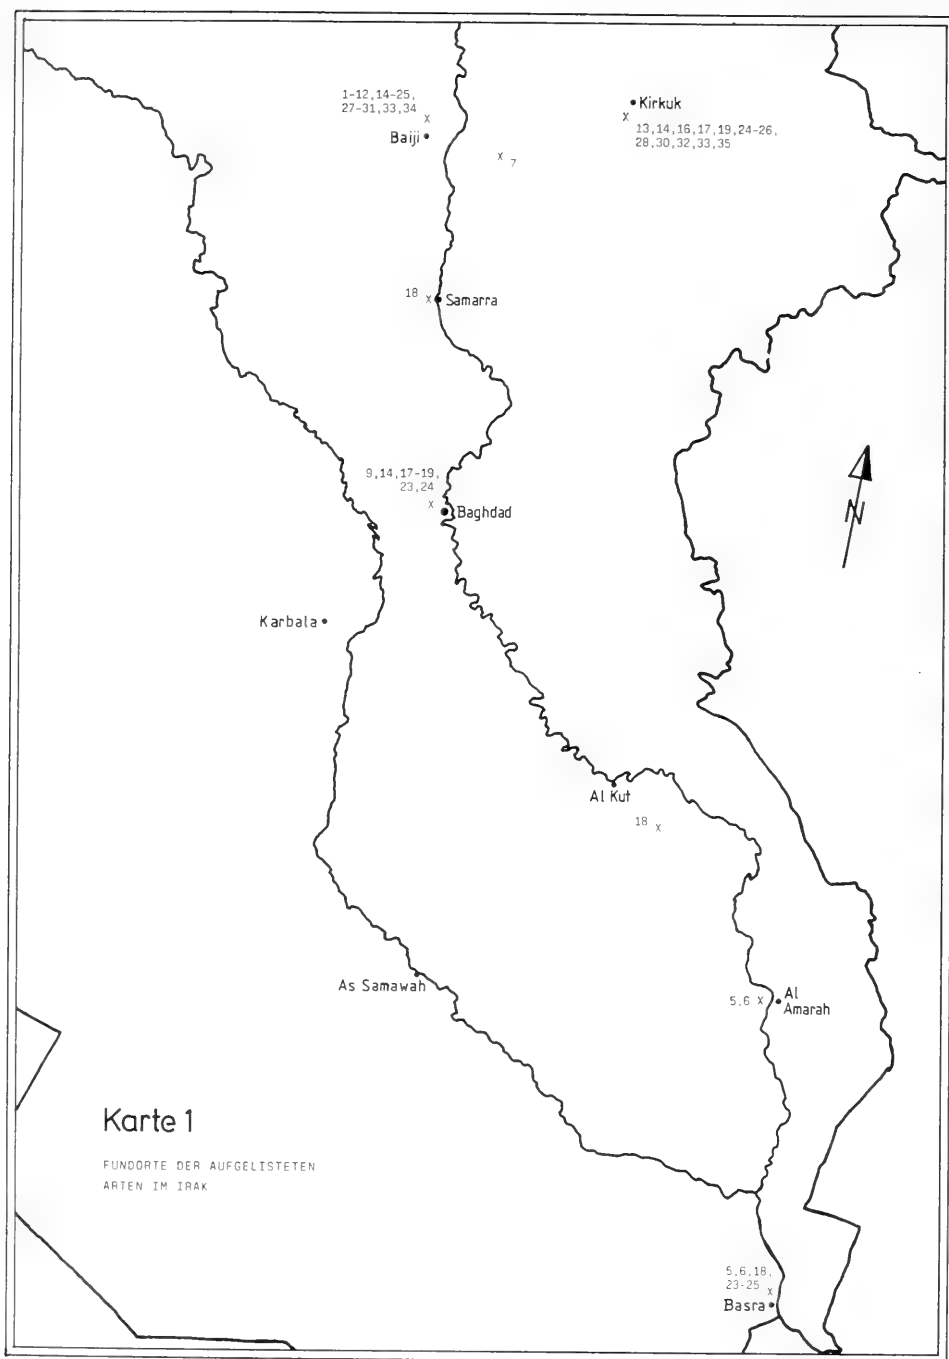 1-12,14-25,
27-31,33,34
x
Baiji
Kirkuk
x
13,14,16,17,19,24-26,
28,30,32,33,35
x 7
18 x Samarra
9,14,17-19,
23,24
x
Baghdad
N
Karbala
Al Kut
18 x
As Samawah
5,6 x Al
Amarah
Karte 1
FUNDORTE DER AUFGELISTETEN
ARTEN IM IRAK
5,6,18,
23-25 x
Basra